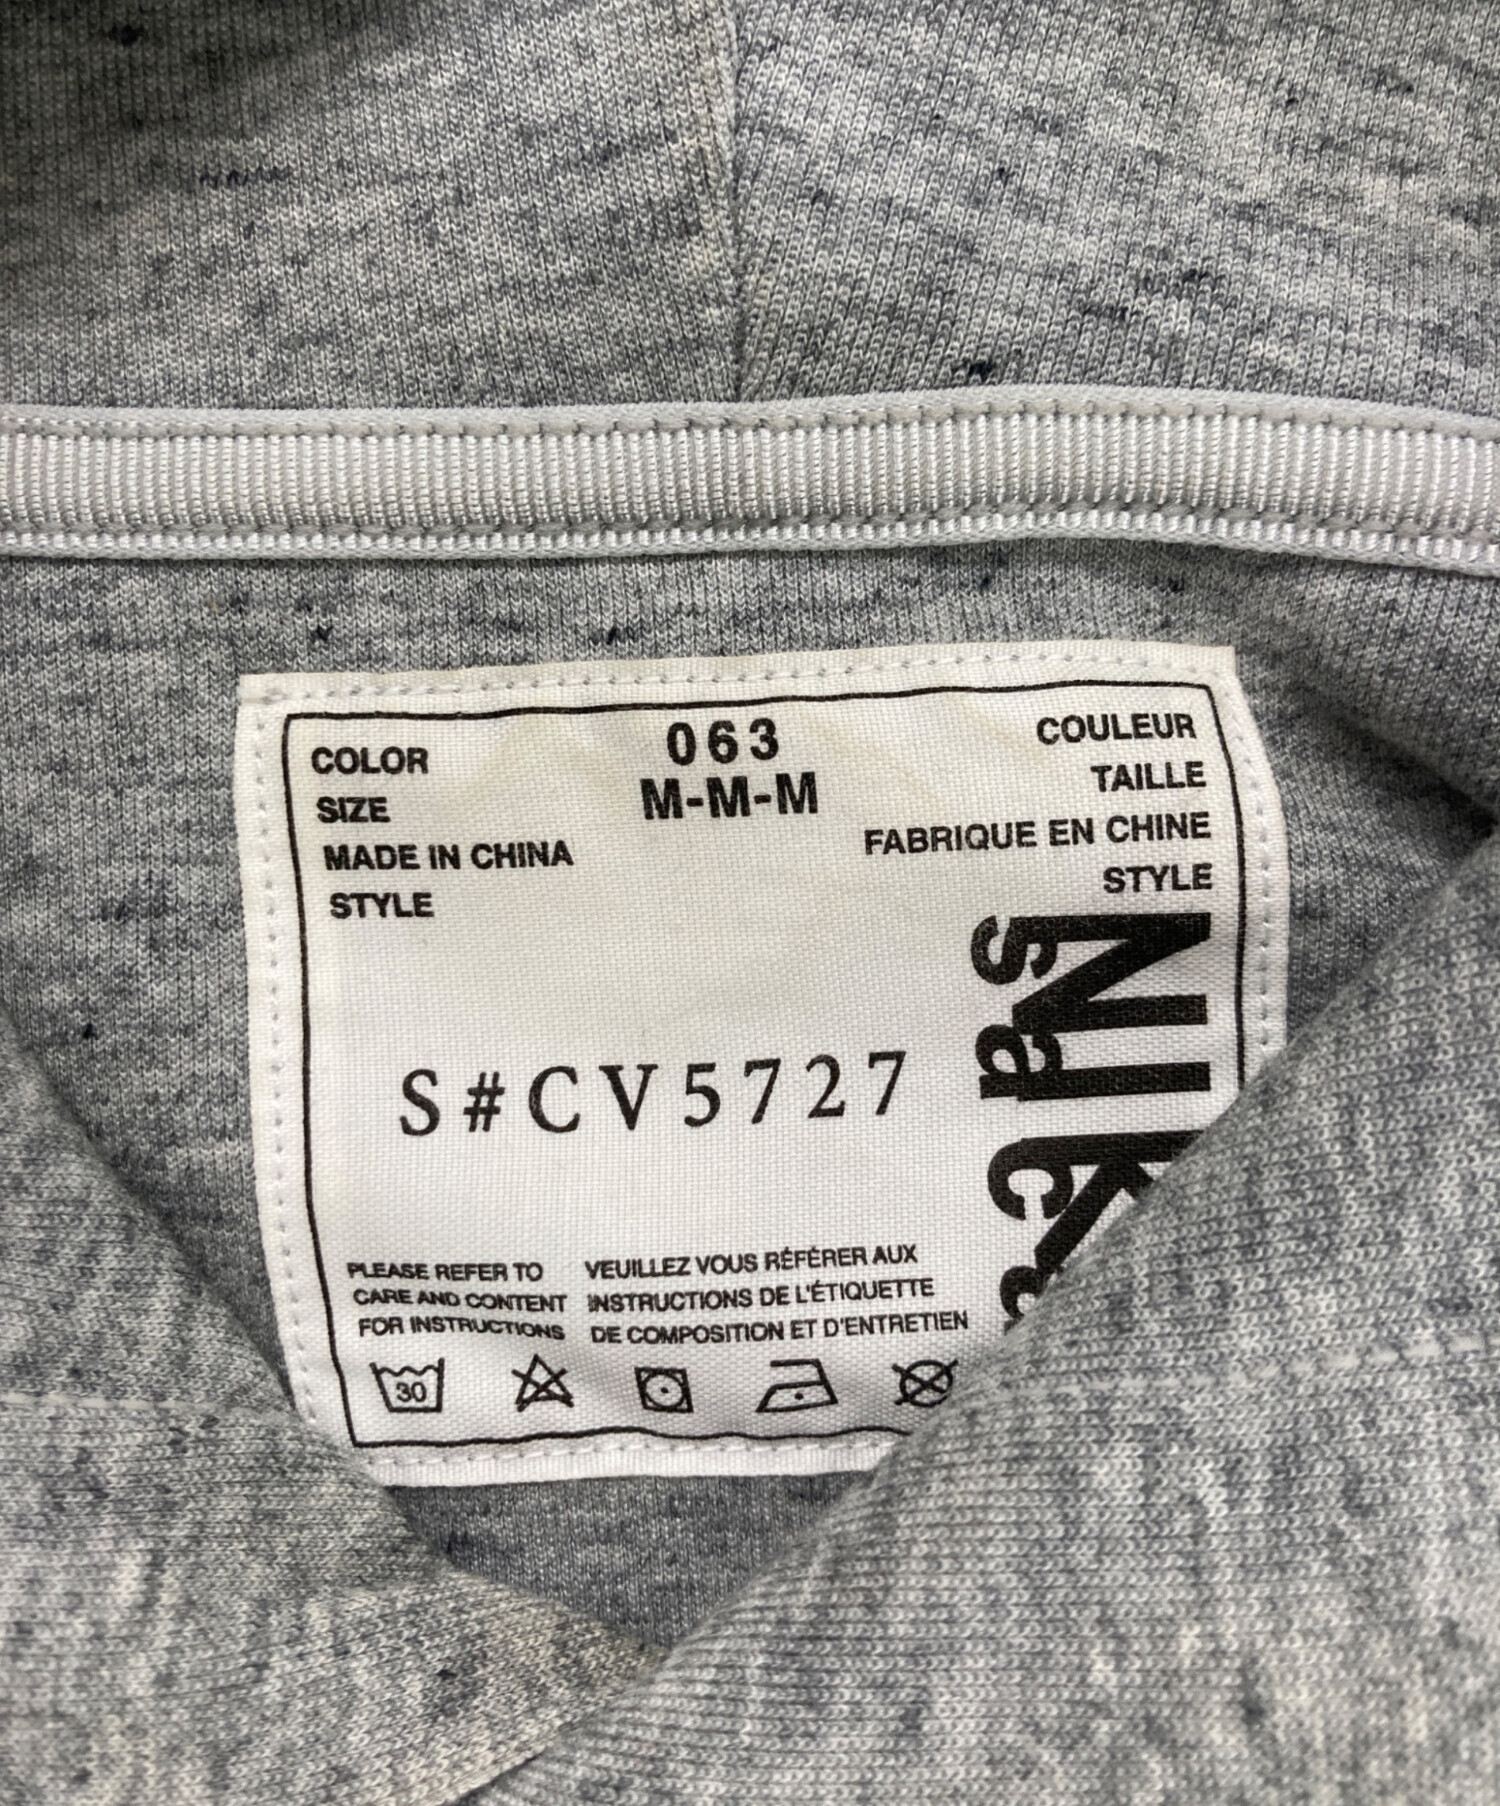 COLOR 063 COULEUR
SIZE M-M-M TAILLE
MADE IN CHINA FABRIQUE EN CHINE
STYLE STYLE
S#CV5727
PLEASE REFER TO
CARE AND CONTENT
FOR INSTRUCTIONS
VEUILLEZ VOUS RÉFÉRER AUX
INSTRUCTIONS DE L'ÉTIQUETTE
DE COMPOSITION ET D'ENTRETIEN
30